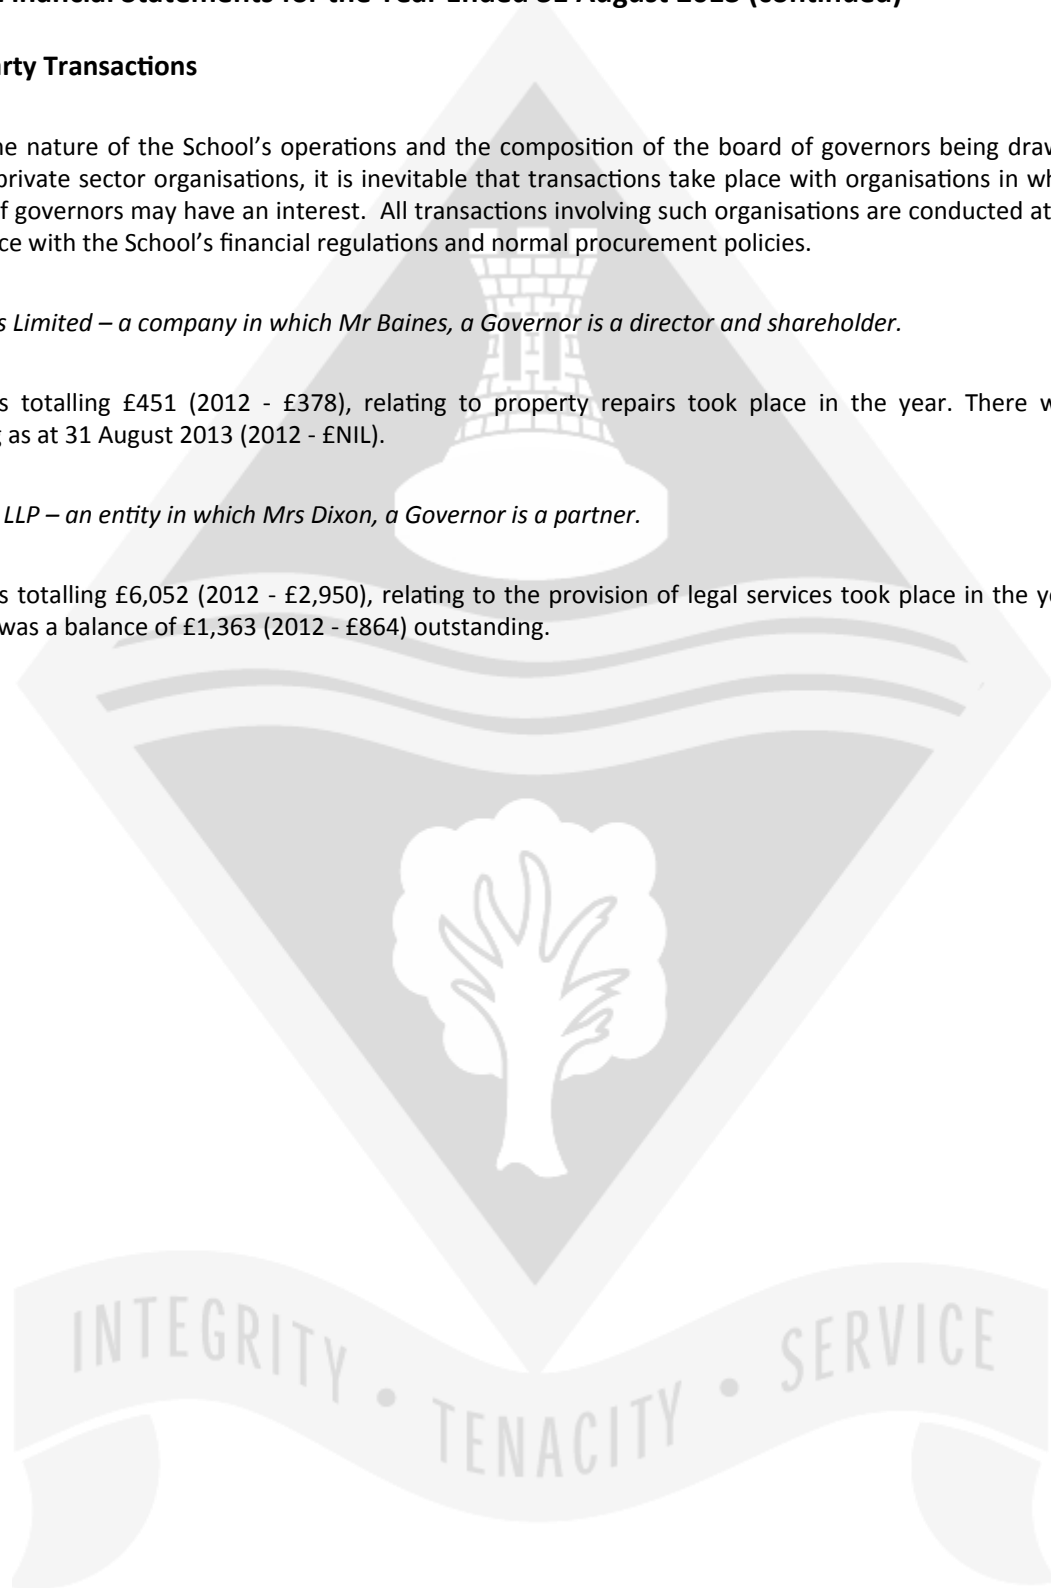 Financial Statements for the Year Ended 31 August 2013 (continued)
Party Transactions
the nature of the School's operations and the composition of the board of governors being
private sector organisations, it is inevitable that transactions take place with organisations in
of governors may have an interest. All transactions involving such organisations are conducted at
with the School's financial regulations and normal procurement policies.
Limited – a company in which Mr Baines, a Governor is a director and shareholder.
totalling £451 (2012 - £378), relating to property repairs took place in the year. There
as at 31 August 2013 (2012 - £NIL).
LLP – an entity in which Mrs Dixon, a Governor is a partner.
totalling £6,052 (2012 - £2,950), relating to the provision of legal services took place in the
was a balance of £1,363 (2012 - £864) outstanding.
INTEGRITY • TENACITY • SERVICE